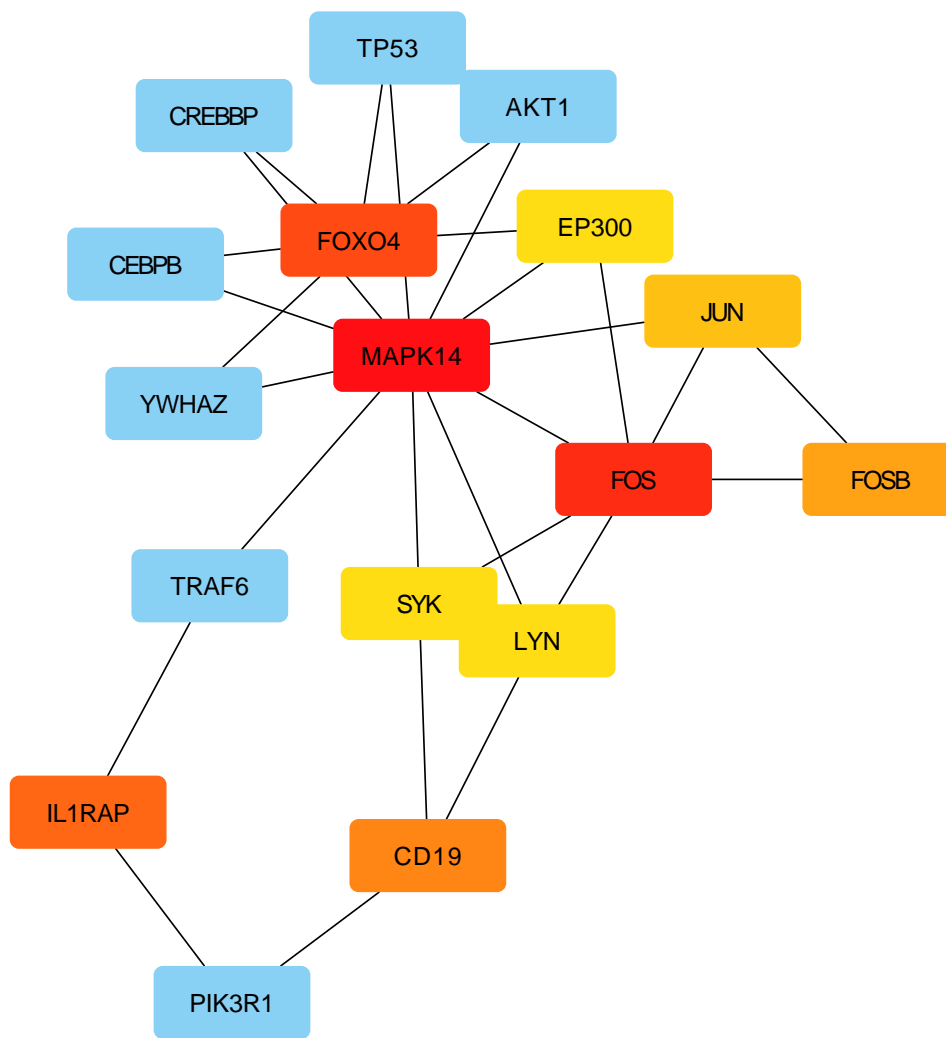 TP53
AKT1
CREBBP
EP300
FOXO4
CEBPB
JUN
MAPK14
YWHAZ
FOS
FOSB
TRAF6
SYK
LYN
IL1RAP
CD19
PIK3R1